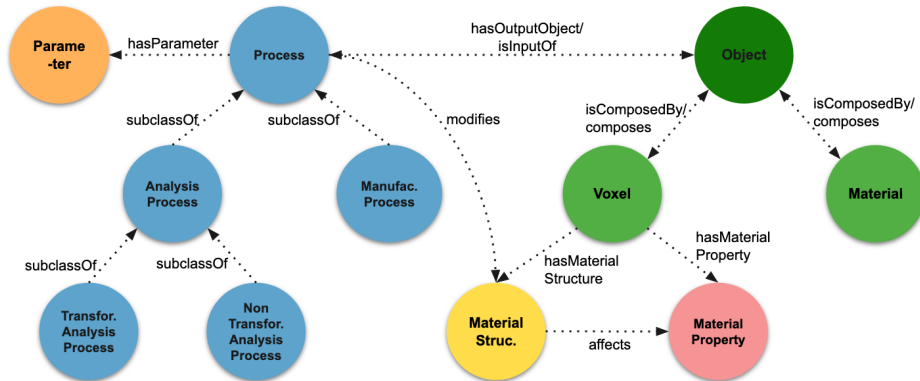 Parame
-ter
hasParameter
Process
hasOutputObject/
isInputOf
Object
subclassOf
subclassOf
modifies
isComposedBy/
composes
isComposedBy/
composes
Analysis
Process
Manufac.
Process
Voxel
Material
subclassOf
subclassOf
hasMaterial
Structure
hasMaterial
Property
Transfor.
Analysis
Process
Non
Transfor.
Analysis
Process
Material
Struc.
affects
Material
Property